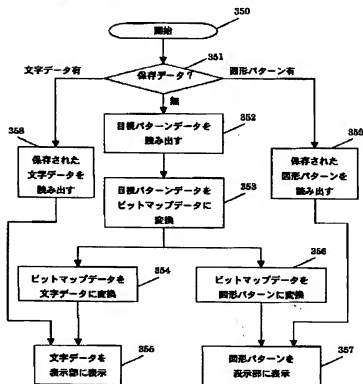 350
開始
351
文字データ有
保存データ?
図形パターン有
無
352
目視パターンデータを
読み出す
358
保存された
文字データを
読み出す
359
保存された
図形パターンを
読み出す
353
目視パターンデータを
ビットマップデータに
変換
354
ビットマップデータを
文字データに変換
356
ビットマップデータを
図形パターンに変換
355
文字データを
表示部に表示
357
図形パターンを
表示部に表示